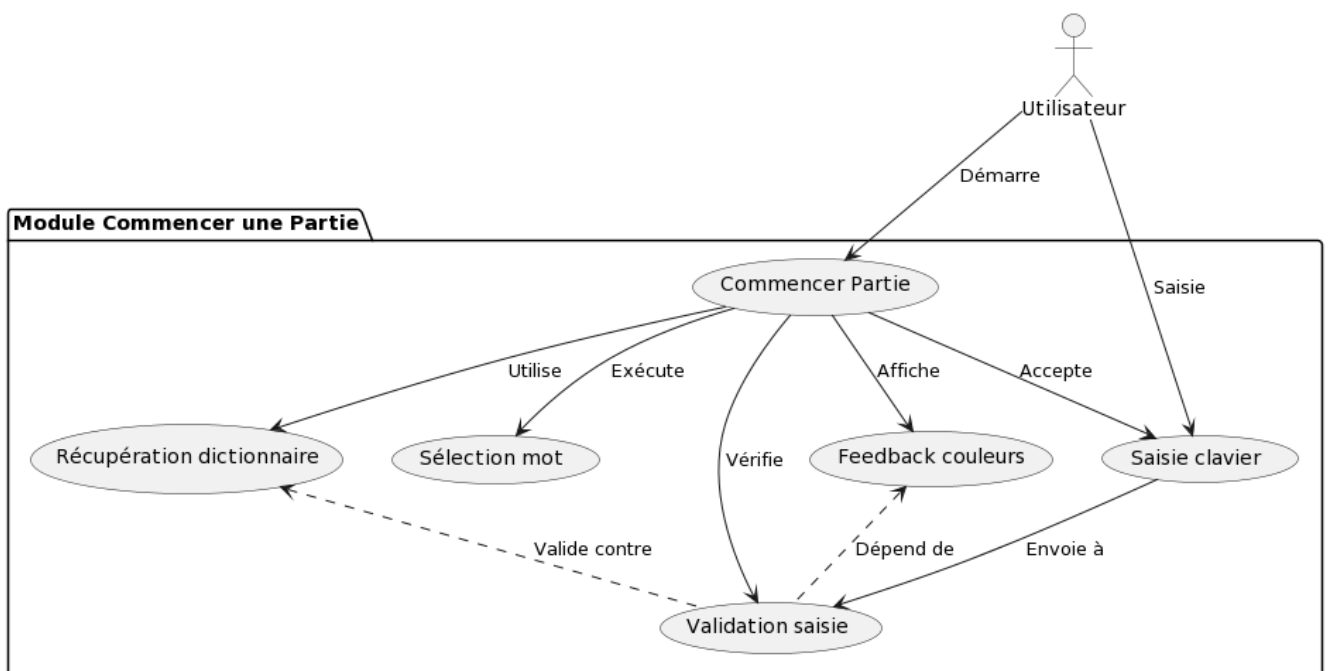 Utilisateur
Démarre
Module Commencer une Partie
Commencer Partie
Saisie
Utilise
Exécute
Affiche
Accepte
Récupération dictionnaire
Sélection mot
Vérifie
Feedback couleurs
Saisie clavier
Valide contre
Dépend de
Envoie à
Validation saisie